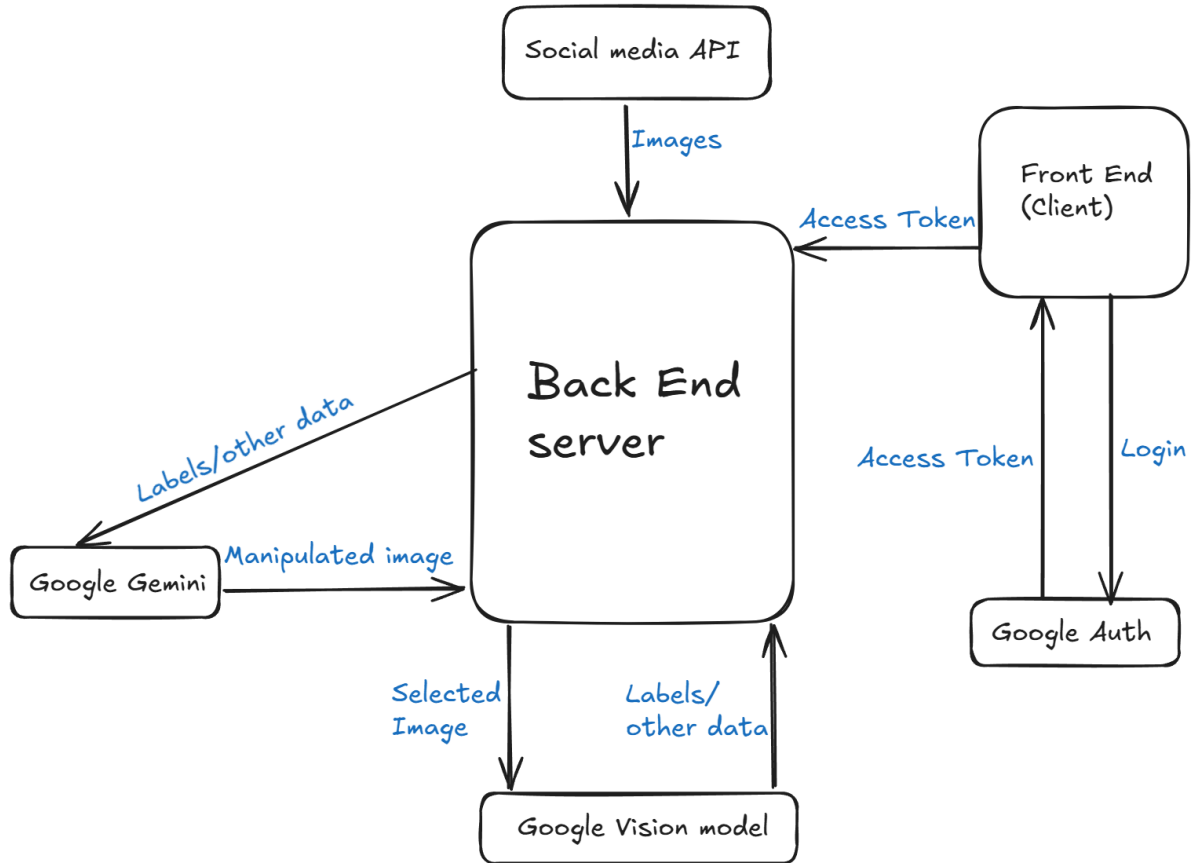 Social media API
Images
Front End
(Client)
Access Token
Back End
server
Labels/other data
Access Token
Login
Manipulated image
Google Gemini
Google Auth
Selected
Image
Labels/
other data
Google Vision model